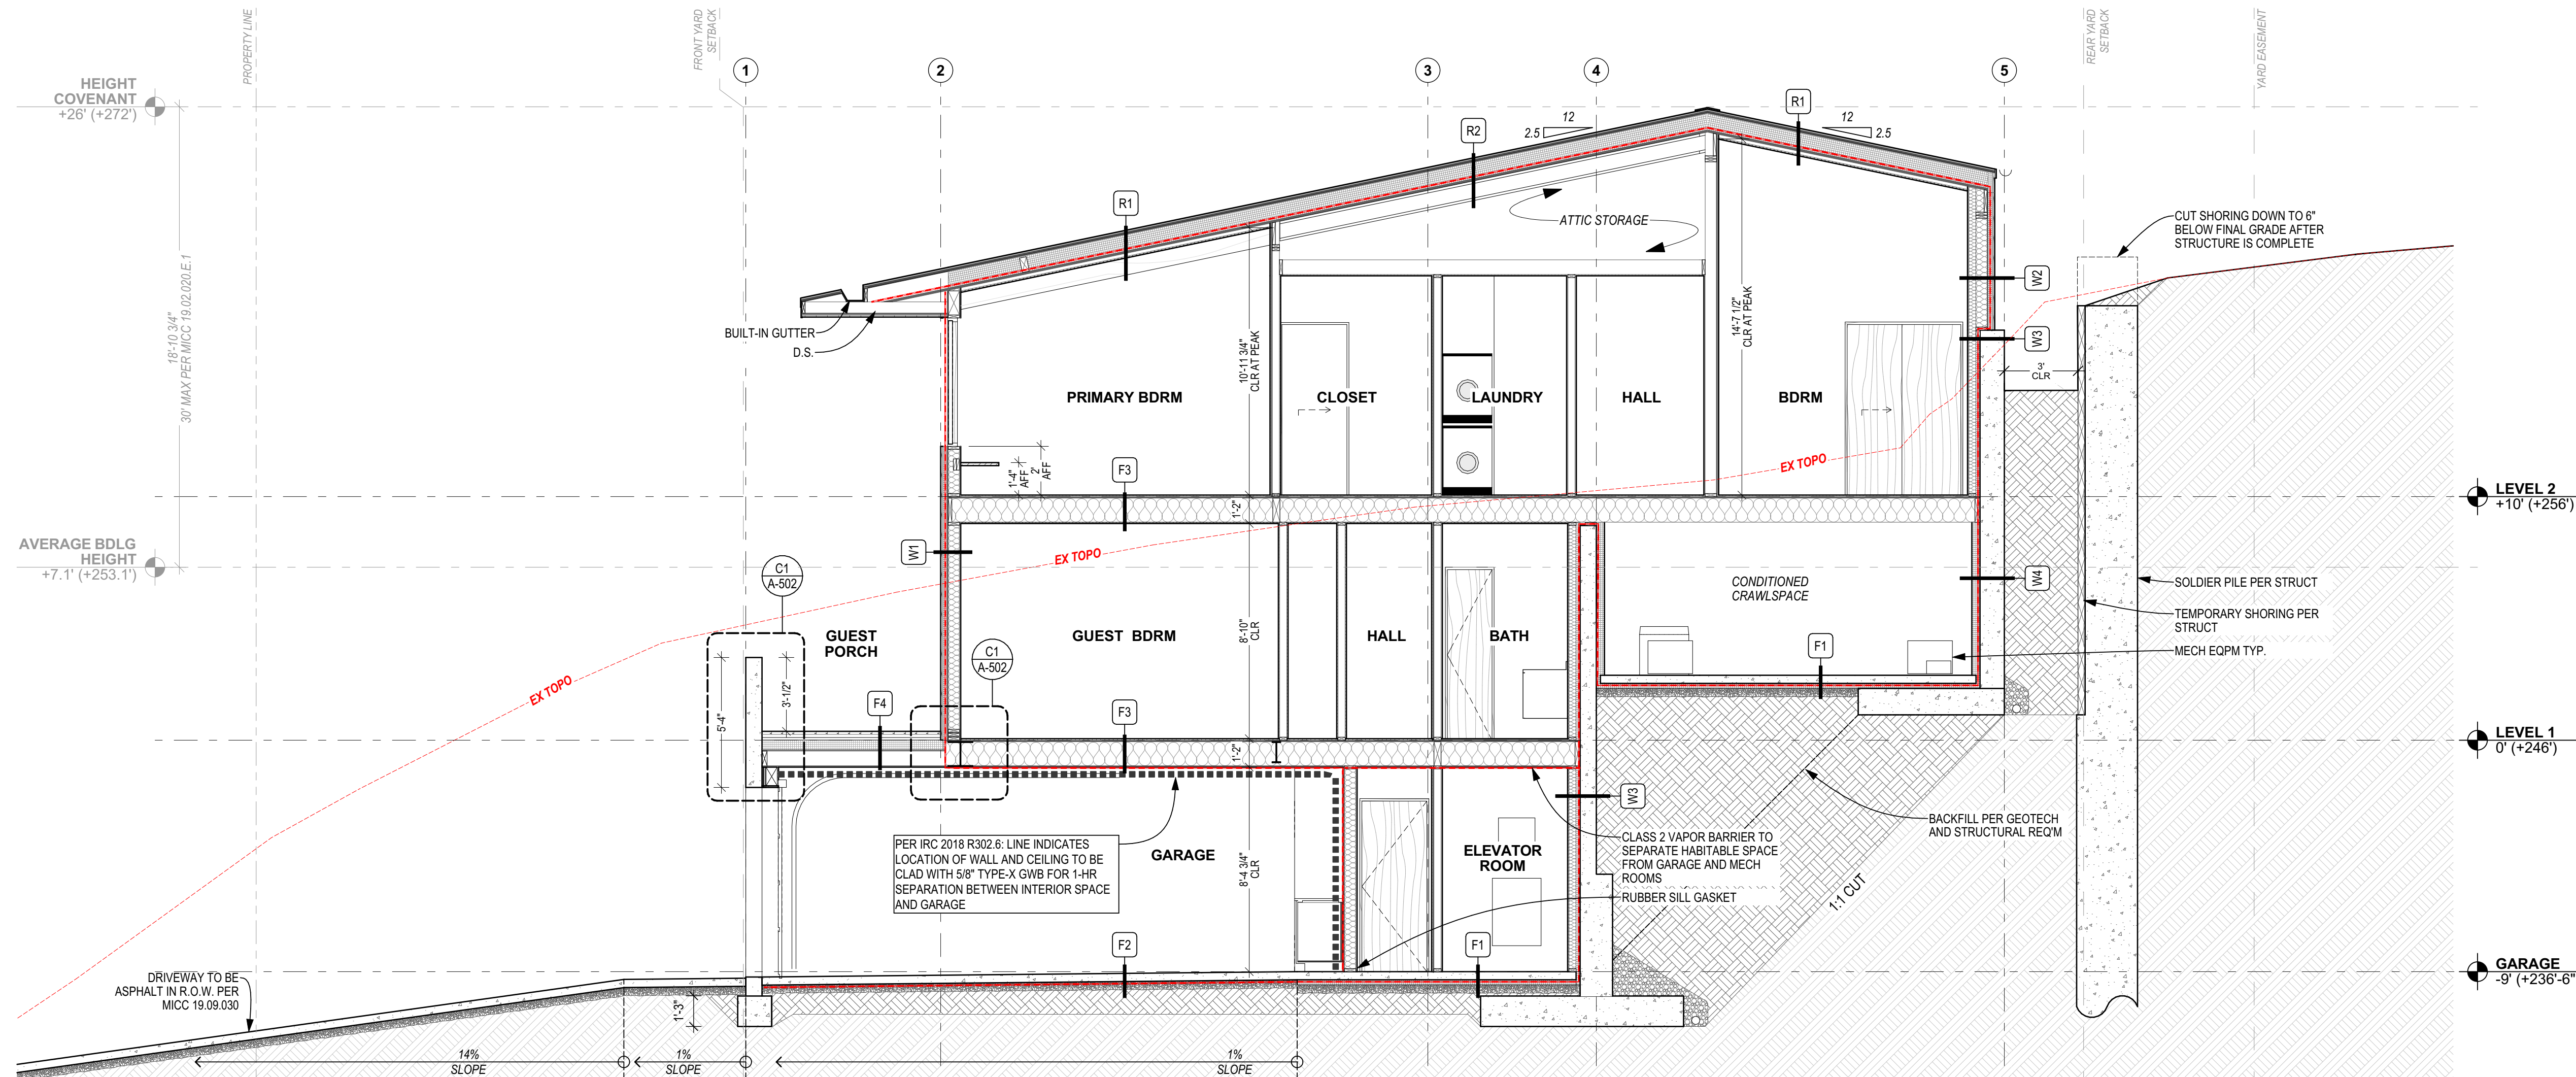 PROPERTY LINE
FRONT YARD
SETBACK
REAR YARD
SETBACK
YARD EASEMENT
1
2
3
4
5
HEIGHT
COVENANT
+26' (+272')
18'-10 3/4"
30' MAX PER MICC 19.02.020.E.1
AVERAGE BDLG
HEIGHT
+7.1' (+253.1')
R1
R2
R1
12
2.5
12
2.5
ATTIC STORAGE
BUILT-IN GUTTER
D.S.
10'-11 3/4"
CLR AT PEAK
14'-7 1/2"
CLR AT PEAK
PRIMARY BDRM
CLOSET
LAUNDRY
HALL
BDRM
1'-4"
AFF
2'
AFF
F3
EX TOPO
W2
W3
3'
CLR
CUT SHORING DOWN TO 6"
BELOW FINAL GRADE AFTER
STRUCTURE IS COMPLETE
LEVEL 2
+10' (+256')
1'-2"
W1
EX TOPO
C1
A-502
GUEST
PORCH
GUEST BDRM
8'-10"
CLR
HALL
BATH
CONDITIONED
CRAWLSPACE
W4
SOLDIER PILE PER STRUCT
TEMPORARY SHORING PER
STRUCT
MECH EQPM TYP.
F1
C1
A-502
EX TOPO
5'-4"
3'-1/2"
F4
F3
1'-2"
LEVEL 1
0' (+246')
W3
PER IRC 2018 R302.6: LINE INDICATES
LOCATION OF WALL AND CEILING TO BE
CLAD WITH 5/8" TYPE-X GWB FOR 1-HR
SEPARATION BETWEEN INTERIOR SPACE
AND GARAGE
GARAGE
8'-4 3/4"
CLR
ELEVATOR
ROOM
CLASS 2 VAPOR BARRIER TO
SEPARATE HABITABLE SPACE
FROM GARAGE AND MECH
ROOMS
RUBBER SILL GASKET
BACKFILL PER GEOTECH
AND STRUCTURAL REQ'M
1:1 CUT
F2
F1
GARAGE
-9' (+236'-6"
DRIVEWAY TO BE
ASPHALT IN R.O.W. PER
MICC 19.09.030
1'-3"
14%
SLOPE
1%
SLOPE
1%
SLOPE